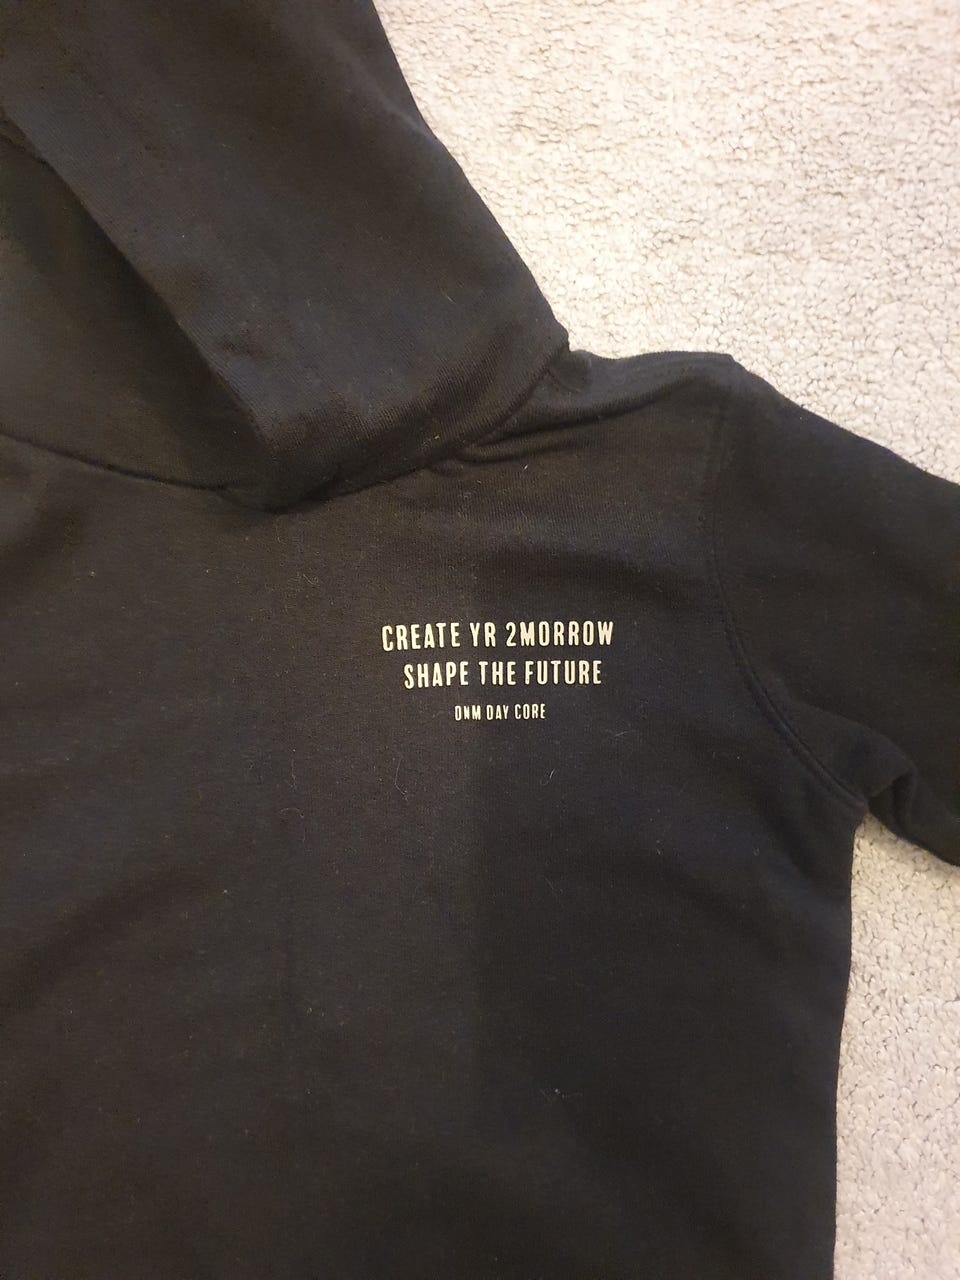 CREATE YR 2MORROW
SHAPE THE FUTURE
DNM DAY CORE